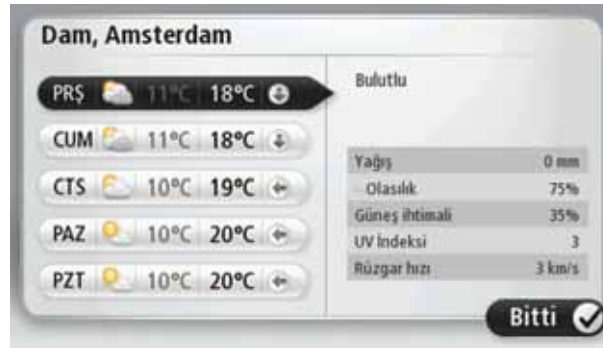 Dam, Amsterdam
PRŞ 11°C 18°C
CUM 11°C 18°C
CTS 10°C 19°C
PAZ 10°C 20°C
PZT 10°C 20°C
Bulutlu
Yağış 0 mm
Olasılık 75%
Güneş ihtimali 35%
UV İndeksi 3
Rüzgar hızı 3 km/s
Bitti